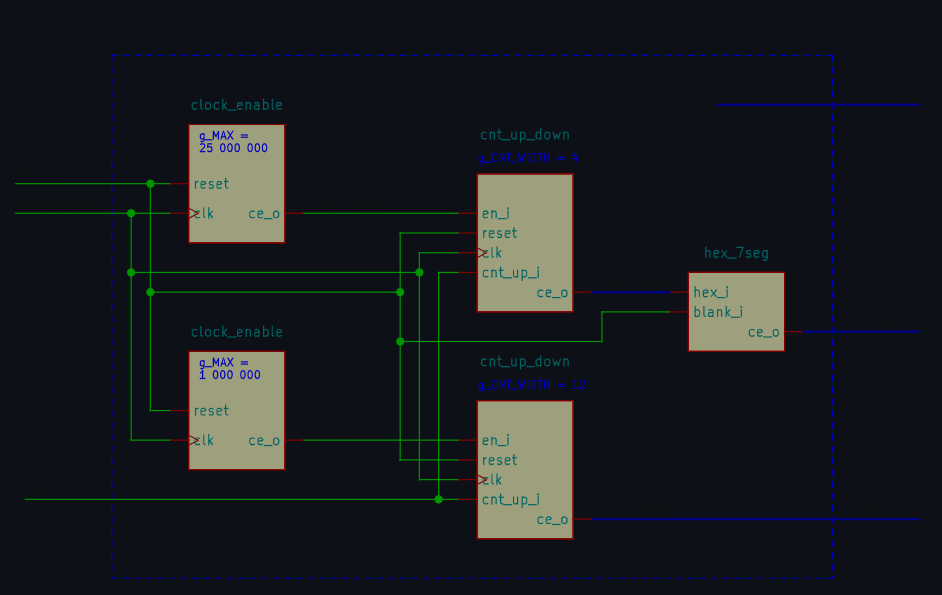 clock_enable
g_MAX =
25 000 000
reset
clk ce_o
cnt_up_down
g_CNT_WIDTH = 4
en_i
reset
clk
cnt_up_i
ce_o
hex_7seg
hex_i
blank_i
ce_o
clock_enable
g_MAX =
1 000 000
reset
clk ce_o
cnt_up_down
g_CNT_WIDTH = 12
en_i
reset
clk
cnt_up_i
ce_o